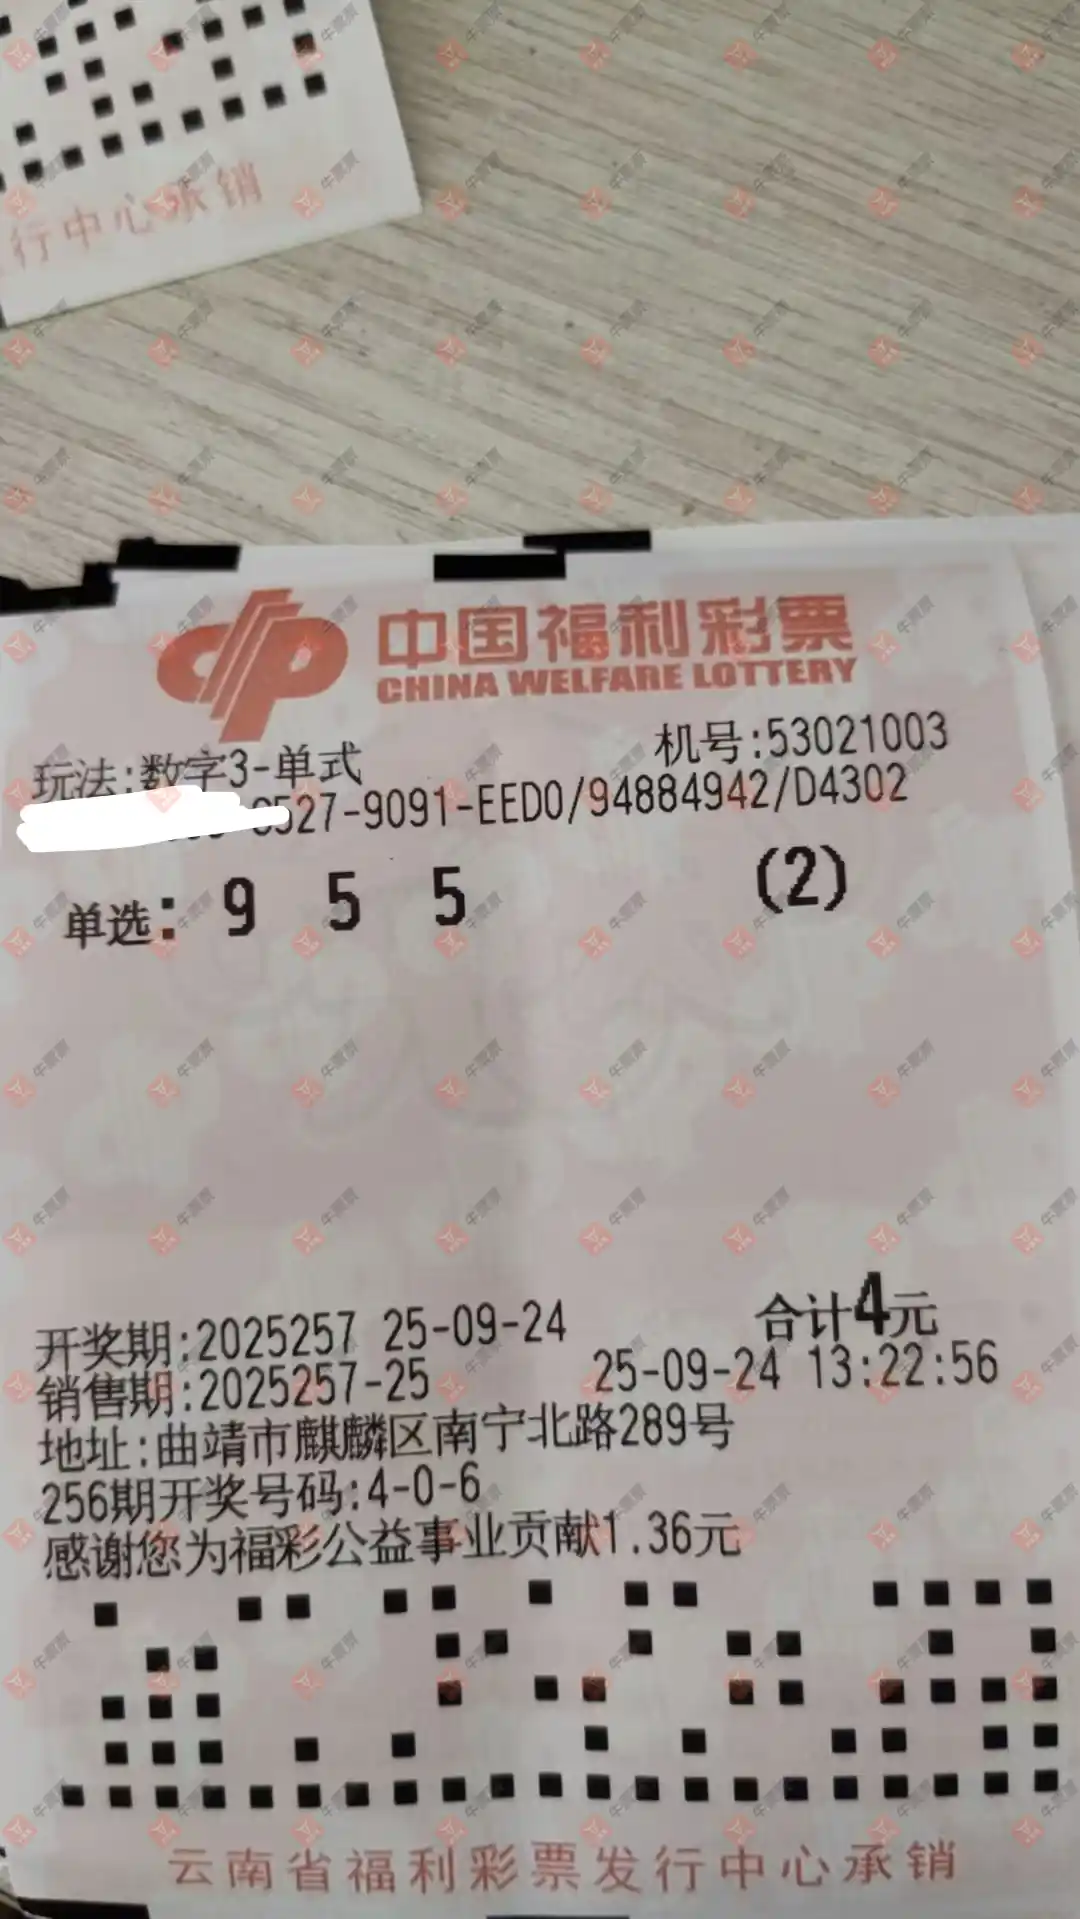 行中心承销
中国福利彩票
CHINA WELFARE LOTTERY
玩法:数字3-单式 机号:53021003
527-9091-EED0/94884942/D4302
单选: 9 5 5 (2)
合计4元
开奖期:2025257 25-09-24
销售期:2025257-25 25-09-24 13:22:56
地址:曲靖市麒麟区南宁北路289号
256期开奖号码:4-0-6
感谢您为福彩公益事业贡献1.36元
云南省福利彩票发行中心承销
牛票票